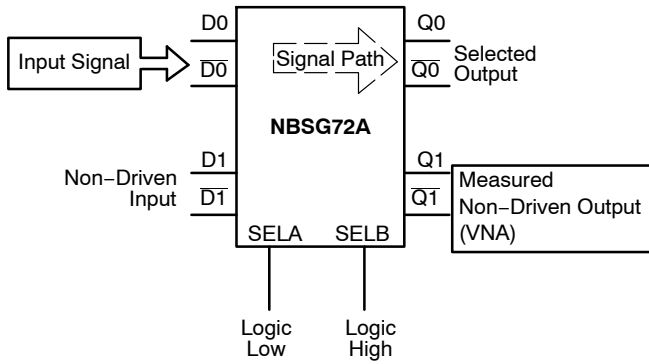 D0
Q0
Input Signal
D0
Signal Path
Q0
Selected
Output
NBSG72A
Non−Driven
Input
D1
D1
Q1
Q1
Measured
Non−Driven Output
(VNA)
SELA
SELB
Logic
Low
Logic
High